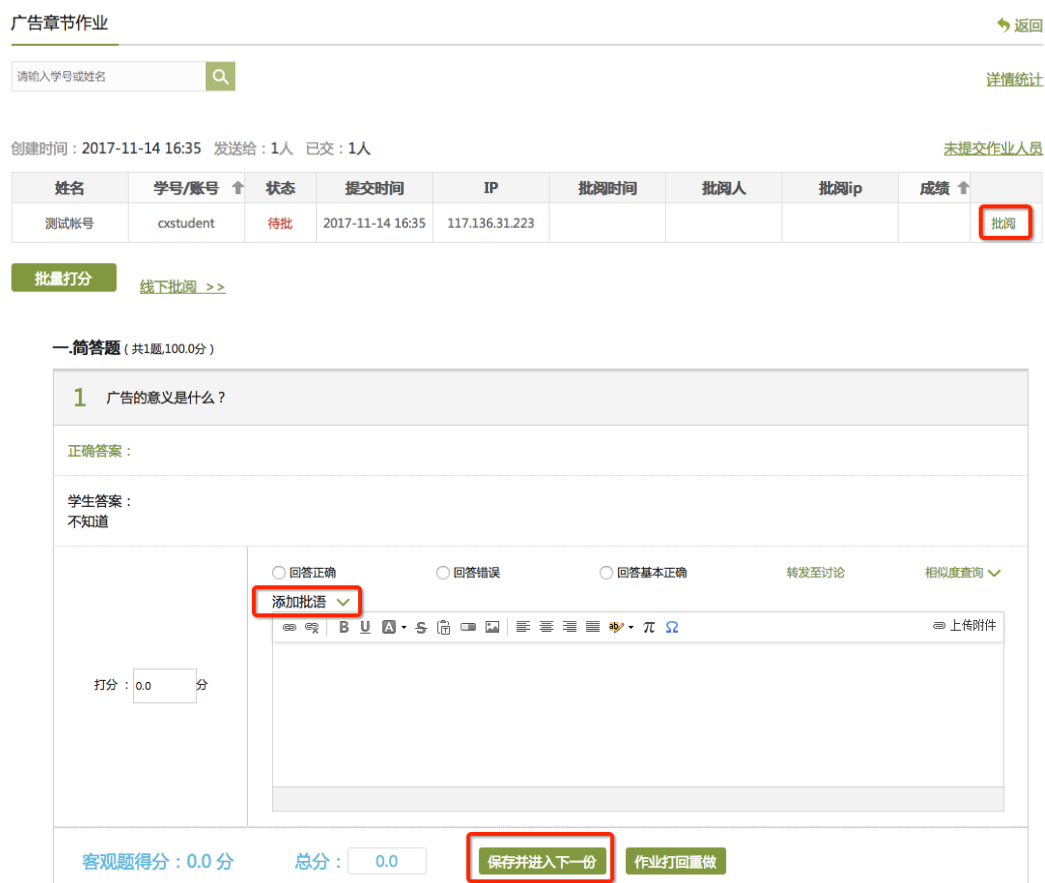 广告章节作业 返回
请输入学号或姓名 详情统计
创建时间：2017-11-14 16:35 发送给：1人 已交：1人 未提交作业人员
姓名 学号/账号 状态 提交时间 IP 批阅时间 批阅人 批阅ip 成绩
测试帐号 cxstudent 待批 2017-11-14 16:35 117.136.31.223 批阅
批量打分 线下批阅 >>
一.简答题 ( 共1题,100.0分 )
1 广告的意义是什么？
正确答案：
学生答案：
不知道
回答正确 回答错误 回答基本正确 转发至讨论 相似度查询
添加批语
B U A S π Ω 上传附件
打分：0.0 分
客观题得分：0.0 分 总分：0.0 保存并进入下一份 作业打回重做